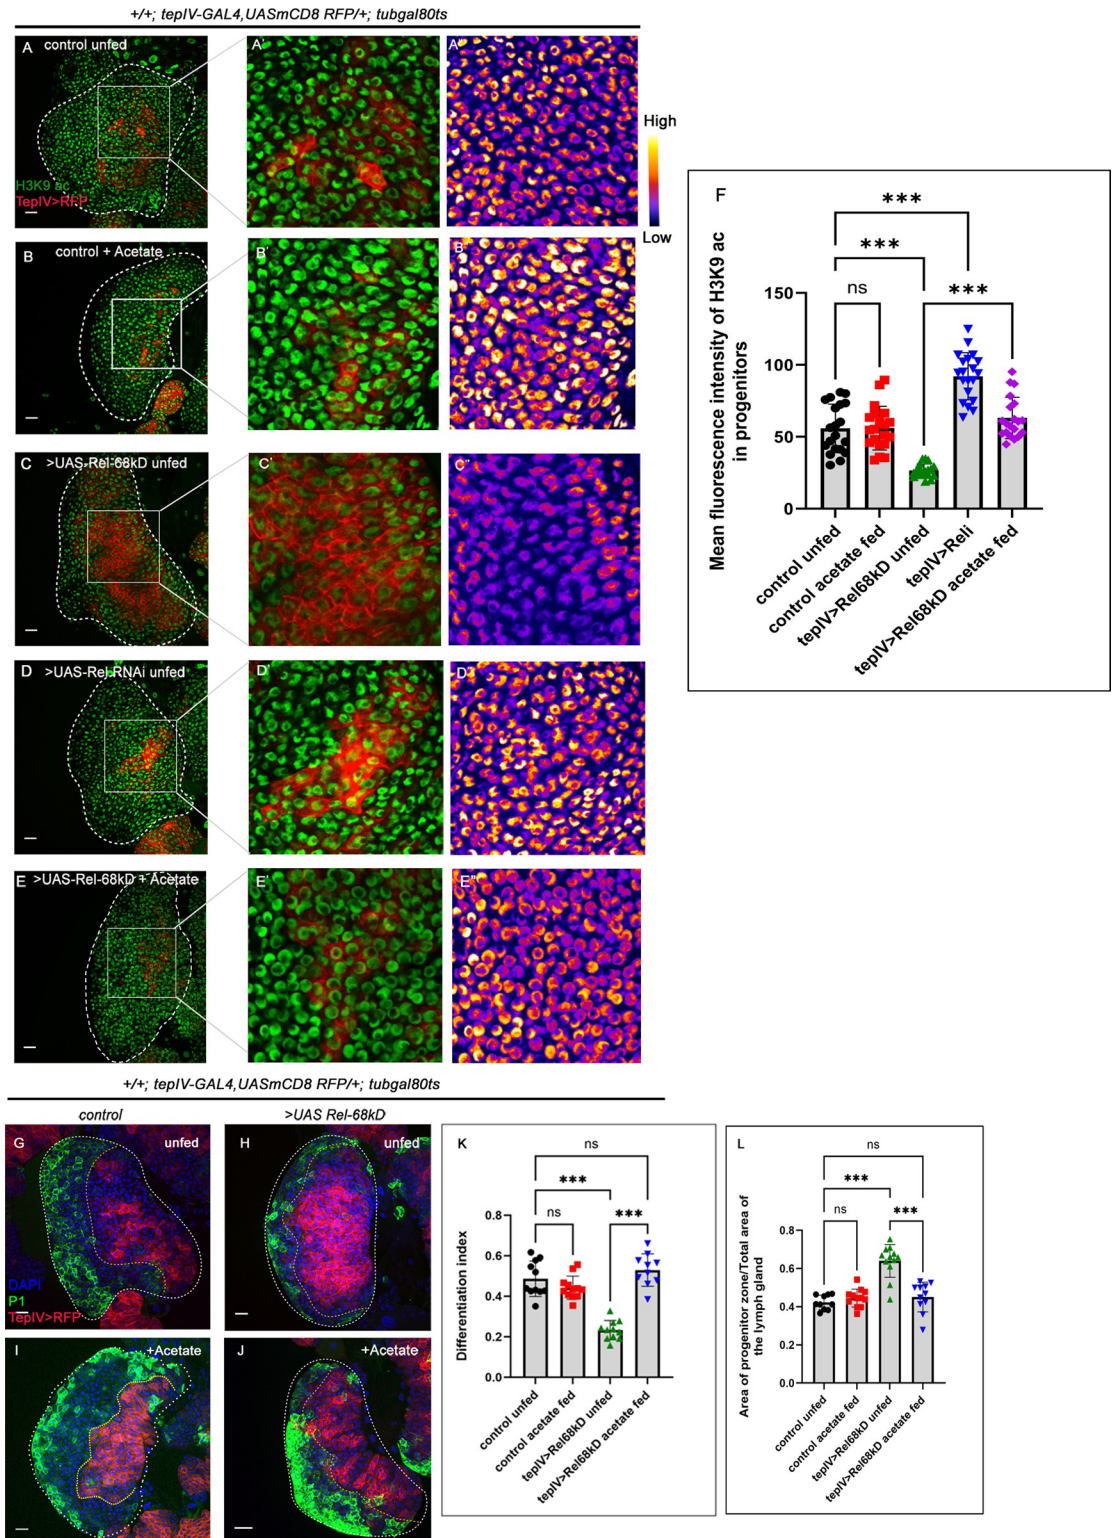 +/+; tepIV-GAL4,UASmCD8 RFP/+; tubgal80ts
A
control unfed
H3K9 ac
TepIV>RFP
A'
A"
High
Low
B
control + Acetate
B'
B"
C
>UAS-Rel-68kD unfed
C'
C"
D
>UAS-Rel RNAi unfed
D'
D"
E
>UAS-Rel-68kD + Acetate
E'
E"
F
***
***
ns
***
Mean fluorescence intensity of H3K9 ac
in progenitors
150
100
50
0
control unfed
control acetate fed
tepIV>Rel68kD unfed
tepIV>Reli
tepIV>Rel68kD acetate fed
+/+; tepIV-GAL4,UASmCD8 RFP/+; tubgal80ts
control
>UAS Rel-68kD
G
unfed
DAPI
P1
TepIV>RFP
H
unfed
I
+Acetate
J
+Acetate
K
ns
***
ns
***
Differentiation index
0.8
0.6
0.4
0.2
0.0
control unfed
control acetate fed
tepIV>Rel68kD unfed
tepIV>Rel68kD acetate fed
L
ns
***
ns
***
Area of progenitor zone/Total area of
the lymph gland
0.8
0.6
0.4
0.2
0.0
control unfed
control acetate fed
tepIV>Rel68kD unfed
tepIV>Rel68kD acetate fed